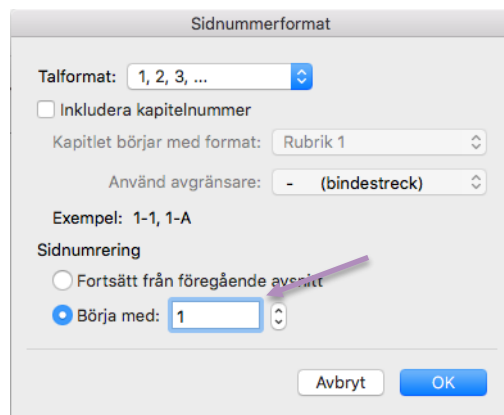 Sidnummerformat
Talformat: 1, 2, 3, ...
Inkludera kapitelnummer
Kapitlet börjar med format: Rubrik 1
Använd avgränsare: - (bindestreck)
Exempel: 1-1, 1-A
Sidnumrering
Fortsätt från föregående avsnitt
Börja med: 1
Avbryt OK